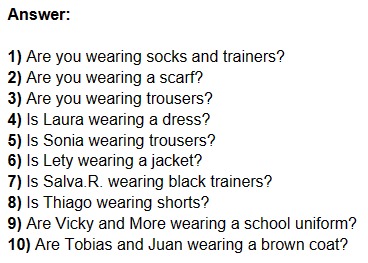 Answer:
1) Are you wearing socks and trainers?
2) Are you wearing a scarf?
3) Are you wearing trousers?
4) Is Laura wearing a dress?
5) Is Sonia wearing trousers?
6) Is Lety wearing a jacket?
7) Is Salva.R. wearing black trainers?
8) Is Thiago wearing shorts?
9) Are Vicky and More wearing a school uniform?
10) Are Tobias and Juan wearing a brown coat?